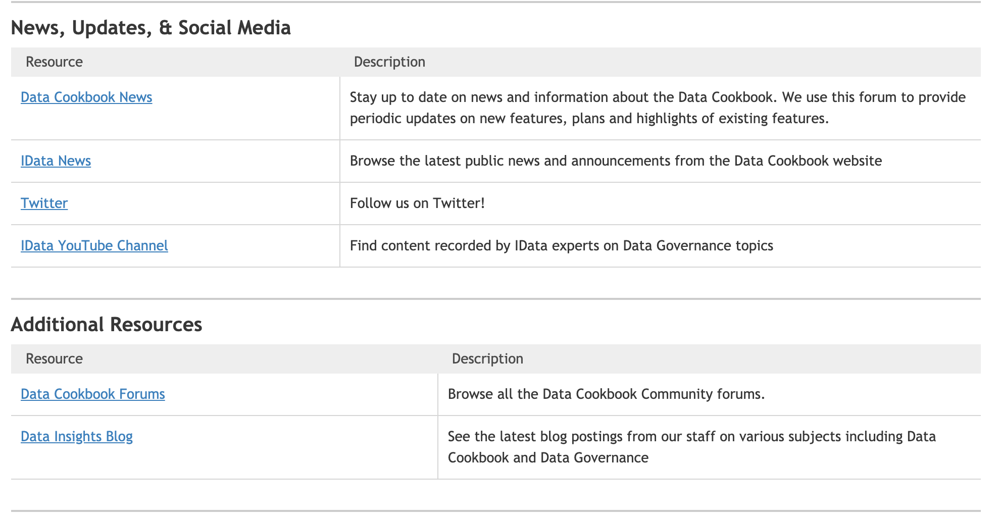 News, Updates, & Social Media
Resource
Description
Data Cookbook News
Stay up to date on news and information about the Data Cookbook. We use this forum to provide
periodic updates on new features, plans and highlights of existing features.
IData News
Browse the latest public news and announcements from the Data Cookbook website
Twitter
Follow us on Twitter!
IData YouTube Channel
Find content recorded by IData experts on Data Governance topics
Additional Resources
Resource
Description
Data Cookbook Forums
Browse all the Data Cookbook Community forums.
Data Insights Blog
See the latest blog postings from our staff on various subjects including Data
Cookbook and Data Governance